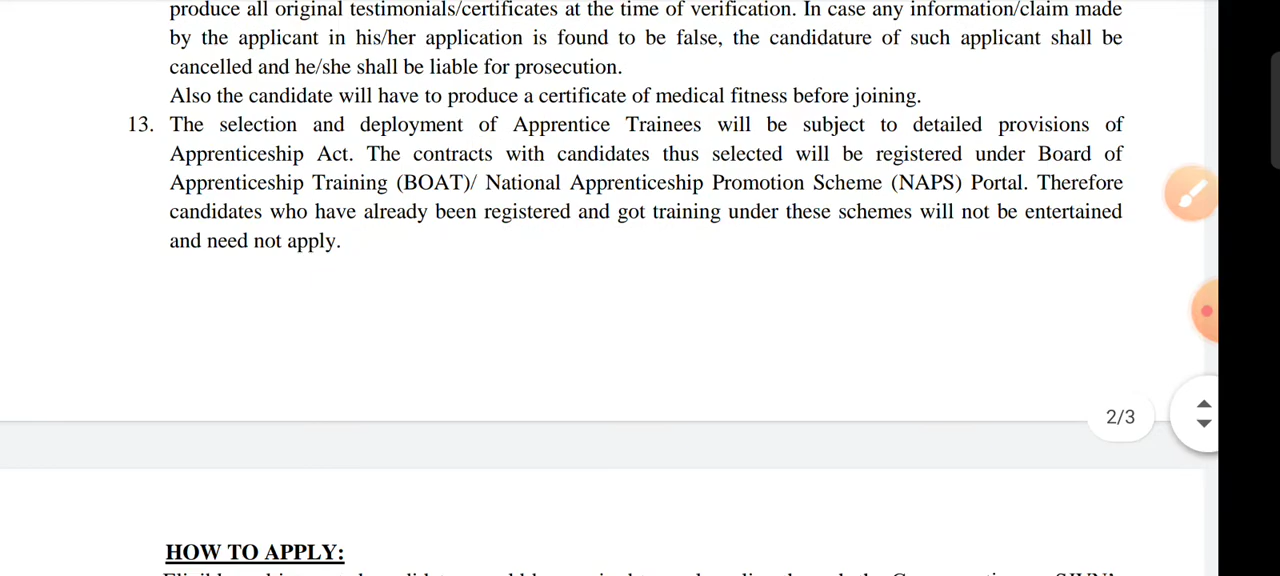 produce all original testimonials/certificates at the time of verification. In case any information/claim made
by the applicant in his/her application is found to be false, the candidature of such applicant shall be
cancelled and he/she shall be liable for prosecution.
Also the candidate will have to produce a certificate of medical fitness before joining.
13. The selection and deployment of Apprentice Trainees will be subject to detailed provisions of
Apprenticeship Act. The contracts with candidates thus selected will be registered under Board of
Apprenticeship Training (BOAT)/ National Apprenticeship Promotion Scheme (NAPS) Portal. Therefore
candidates who have already been registered and got training under these schemes will not be entertained
and need not apply.
2/3
HOW TO APPLY: